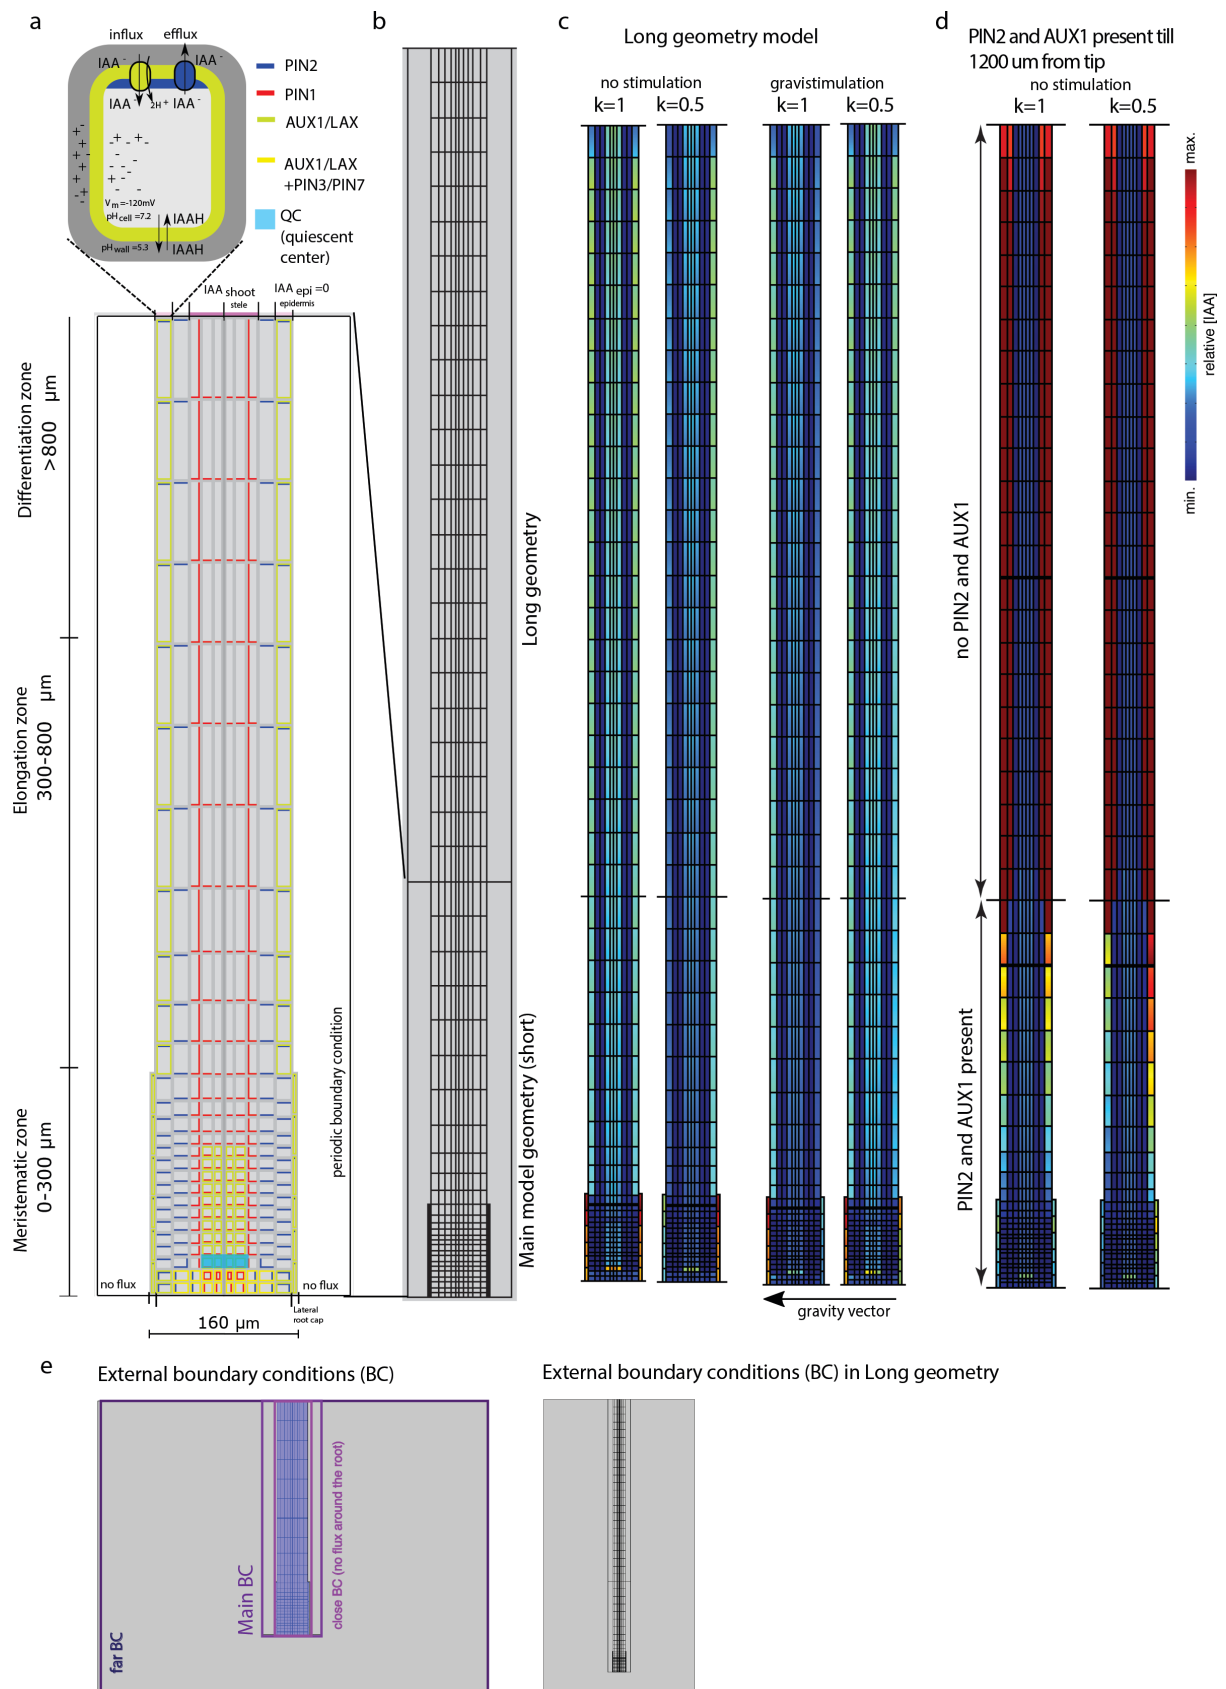 a
influx
efflux
IAA -
IAA -
IAA -
2H +
IAA -
Vm=-120mV
pHcell=7.2
IAAH
pHwall=5.3
IAAH
PIN2
PIN1
AUX1/LAX
AUX1/LAX
+PIN3/PIN7
QC
(quiescent
center)
IAA shoot
stele
IAA epi =0
epidermis
Differentiation zone
>800 µm
Elongation zone
300-800 µm
Meristematic zone
0-300 µm
periodic boundary condition
no flux
no flux
Lateral
root cap
160 µm
b
Long geometry
Main model geometry (short)
c
Long geometry model
no stimulation
k=1
k=0.5
gravistimulation
k=1
k=0.5
gravity vector
d
PIN2 and AUX1 present till
1200 um from tip
no stimulation
k=1
k=0.5
no PIN2 and AUX1
PIN2 and AUX1 present
max.
relative [IAA]
min.
e
External boundary conditions (BC)
far BC
Main BC
close BC (no flux around the root)
External boundary conditions (BC) in Long geometry